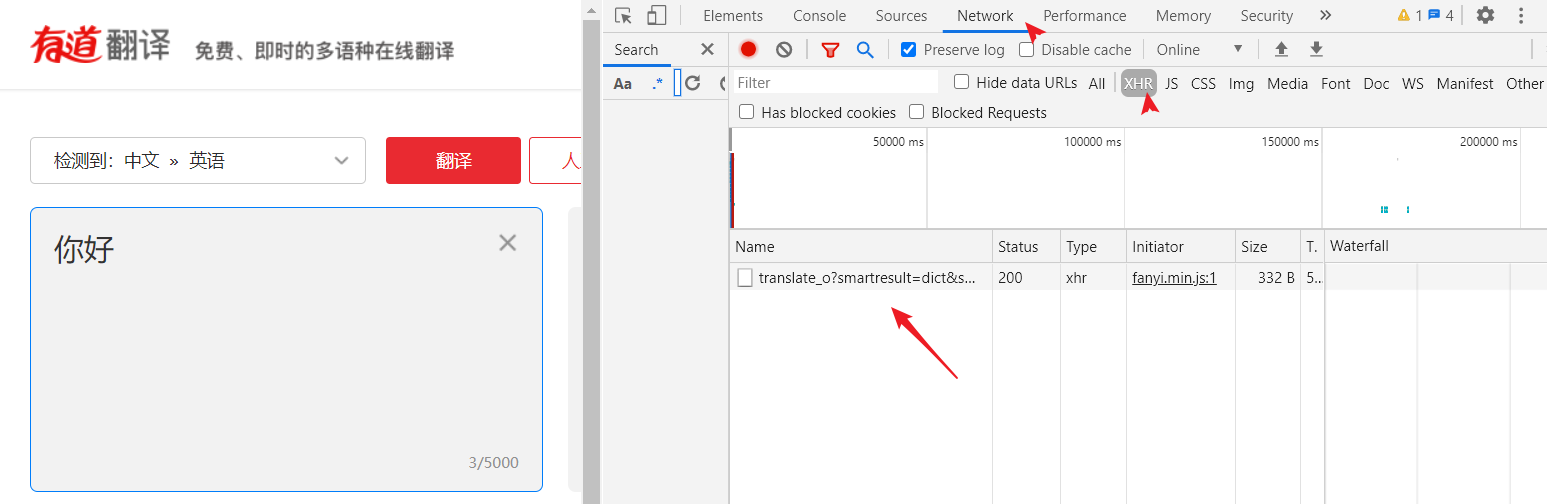 有道翻译 免费、即时的多语种在线翻译
检测到：中文 » 英语
翻译
人
你好
3/5000
Elements Console Sources Network Performance Memory Security » 1 4
Search
Preserve log Disable cache Online
Aa .*
Filter Hide data URLs All XHR JS CSS Img Media Font Doc WS Manifest Other
Has blocked cookies Blocked Requests
50000 ms 100000 ms 150000 ms 200000 ms
Name Status Type Initiator Size T. Waterfall
translate_o?smartresult=dict&s... 200 xhr fanyi.min.js:1 332 B 5...